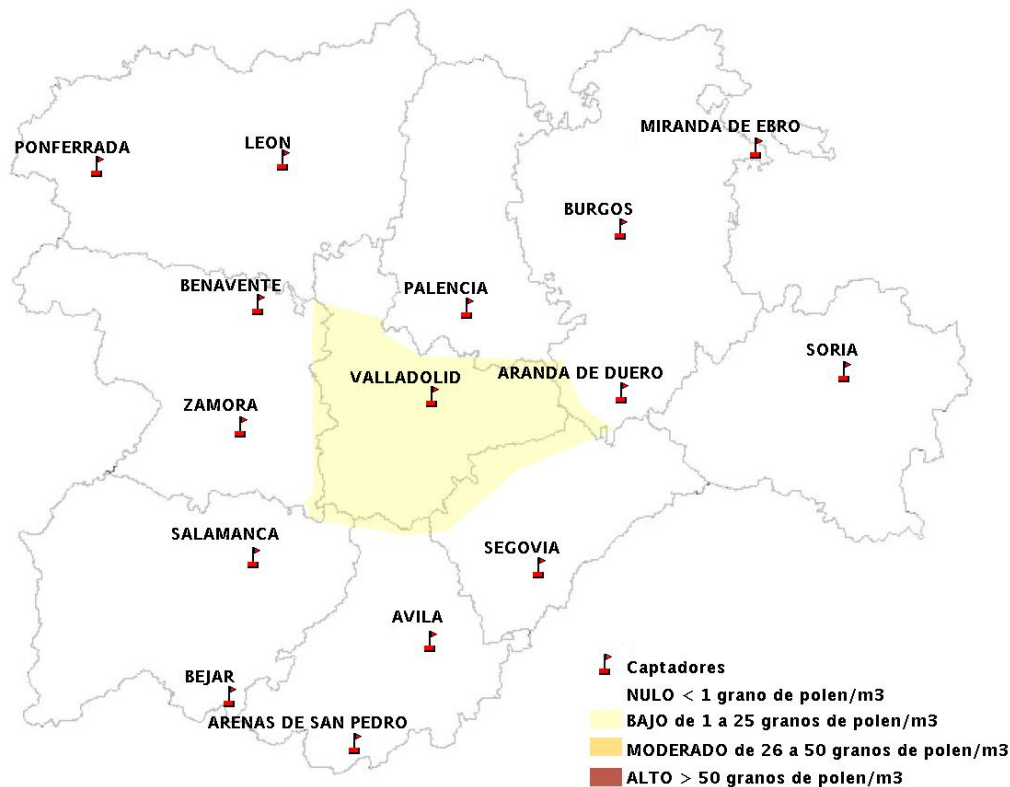 MIRANDA DE EBRO
PONFERRADA
LEON
BURGOS
BENAVENTE
PALENCIA
SORIA
VALLADOLID
ARANDA DE DUERO
ZAMORA
SALAMANCA
SEGOVIA
AVILA
BEJAR
ARENAS DE SAN PEDRO
Captadores
NULO < 1 grano de polen/m3
BAJO de 1 a 25 granos de polen/m3
MODERADO de 26 a 50 granos de polen/m3
ALTO > 50 granos de polen/m3